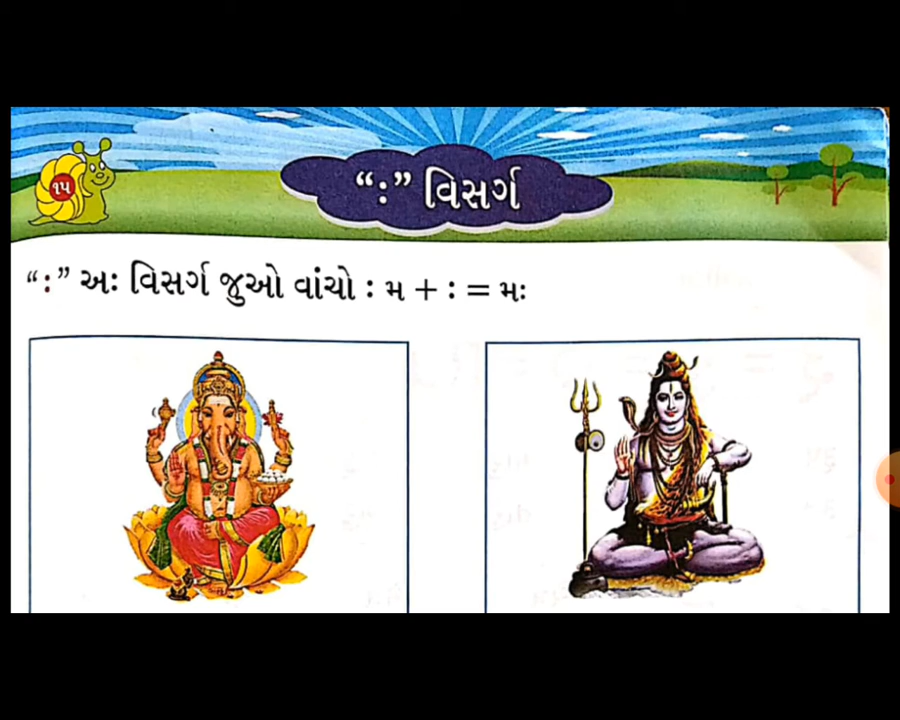 ૧૫
“ : ” વિસર્ગ
“ : ” અઃ વિસર્ગ જુઓ વાંચો : મ + : = મઃ